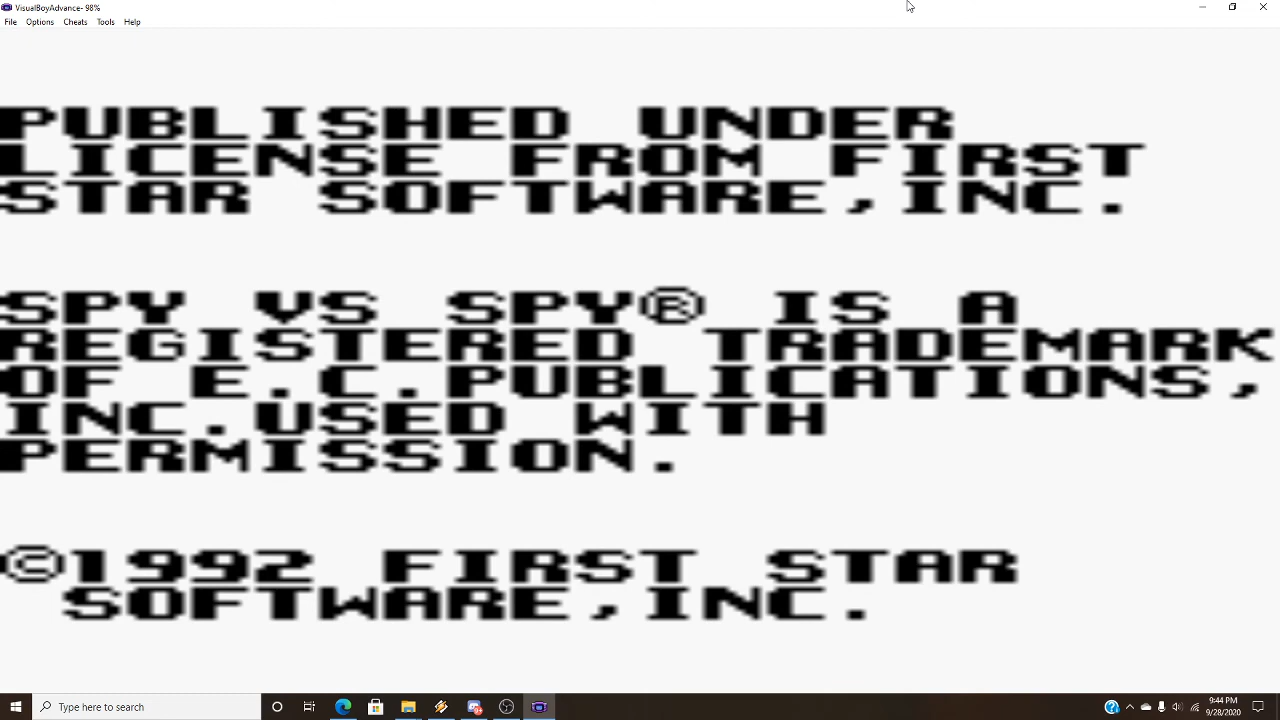 VisualBoyAdvance- 98%
File Options Cheats Tools Help
PUBLISHED UNDER
LICENSE FROM FIRST
STAR SOFTWARE,INC.
SPY VS SPY® IS A
REGISTERED TRADEMARK
OF E.C.PUBLICATIONS,
INC.USED WITH
PERMISSION.
©1992 FIRST STAR
SOFTWARE,INC.
Type here to search
9:44 PM
9/28/2020